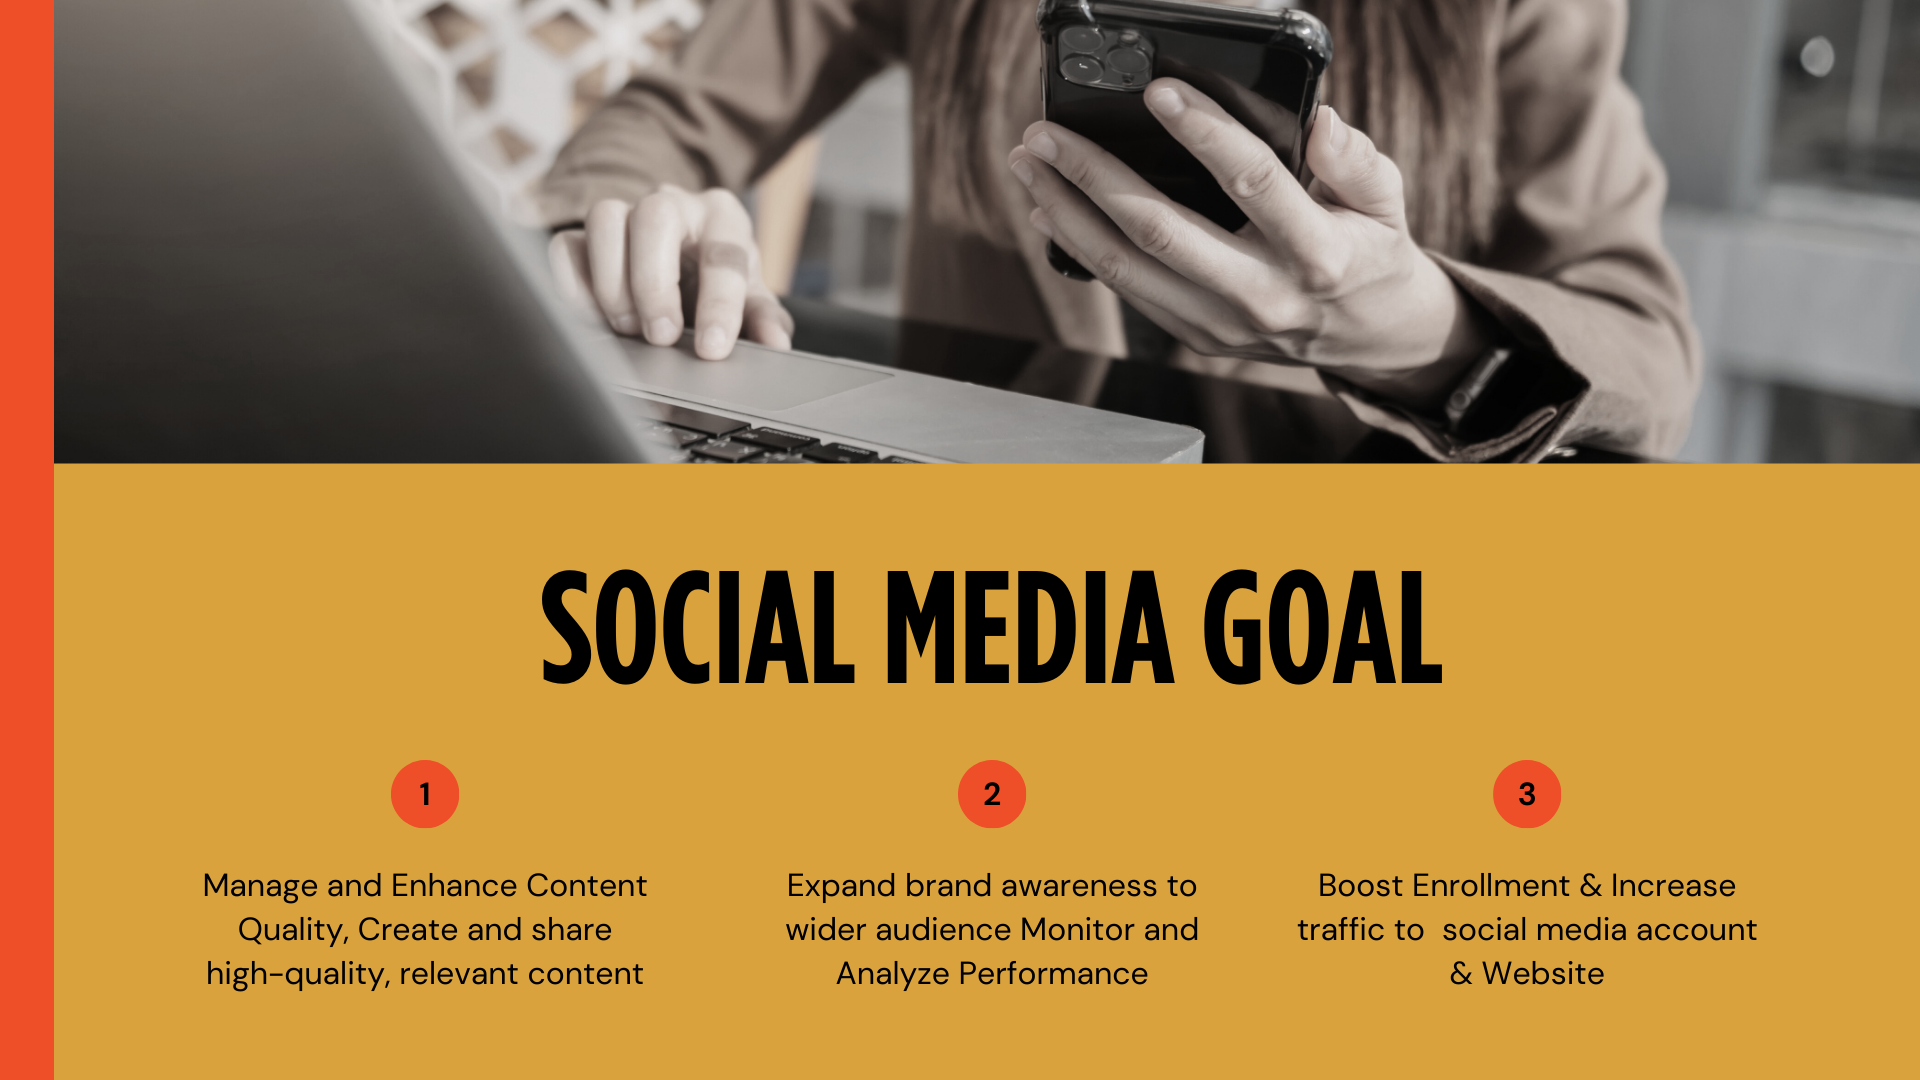 SOCIAL MEDIA GOAL
1
Manage and Enhance Content
Quality, Create and share
high-quality, relevant content
2
Expand brand awareness to
wider audience Monitor and
Analyze Performance
3
Boost Enrollment & Increase
traffic to  social media account
& Website